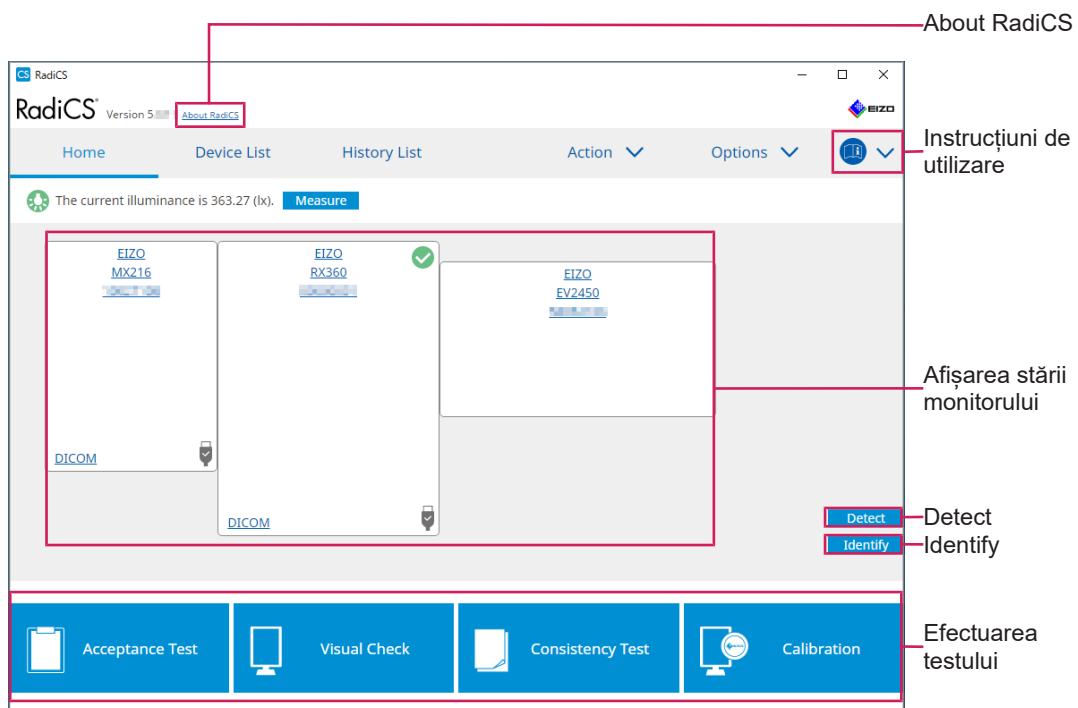 About RadiCS
CS RadiCS
RadiCS Version 5. About RadiCS
EIZO
Instrucțiuni de
utilizare
Home Device List History List Action Options
The current illuminance is 363.27 (lx). Measure
EIZO
MX216
DICOM
EIZO
RX360
DICOM
EIZO
EV2450
Afișarea stării
monitorului
Detect
Detect
Identify
Identify
Acceptance Test Visual Check Consistency Test Calibration
Efectuarea
testului